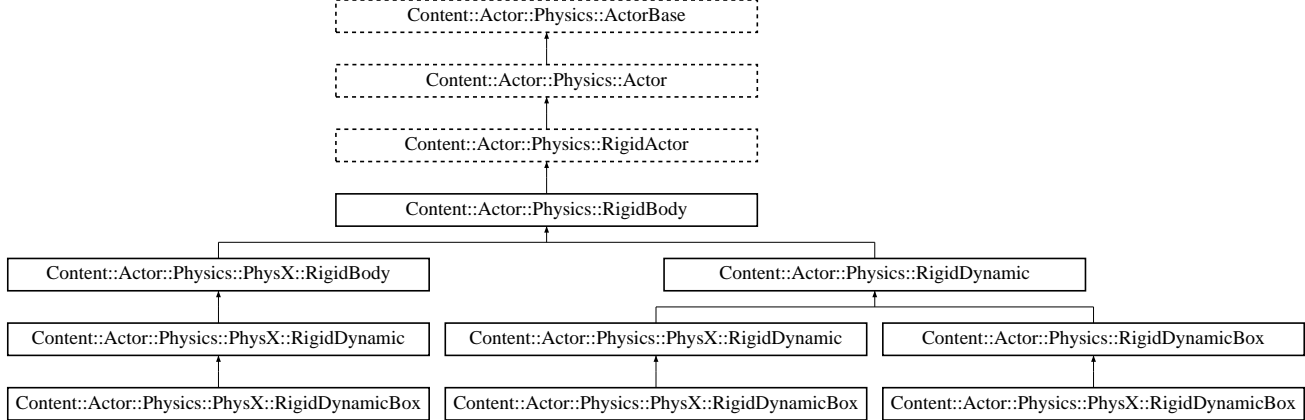 Content::Actor::Physics::ActorBase
Content::Actor::Physics::Actor
Content::Actor::Physics::RigidActor
Content::Actor::Physics::RigidBody
Content::Actor::Physics::PhysX::RigidBody
Content::Actor::Physics::RigidDynamic
Content::Actor::Physics::PhysX::RigidDynamic
Content::Actor::Physics::PhysX::RigidDynamic
Content::Actor::Physics::RigidDynamicBox
Content::Actor::Physics::PhysX::RigidDynamicBox
Content::Actor::Physics::PhysX::RigidDynamicBox
Content::Actor::Physics::PhysX::RigidDynamicBox